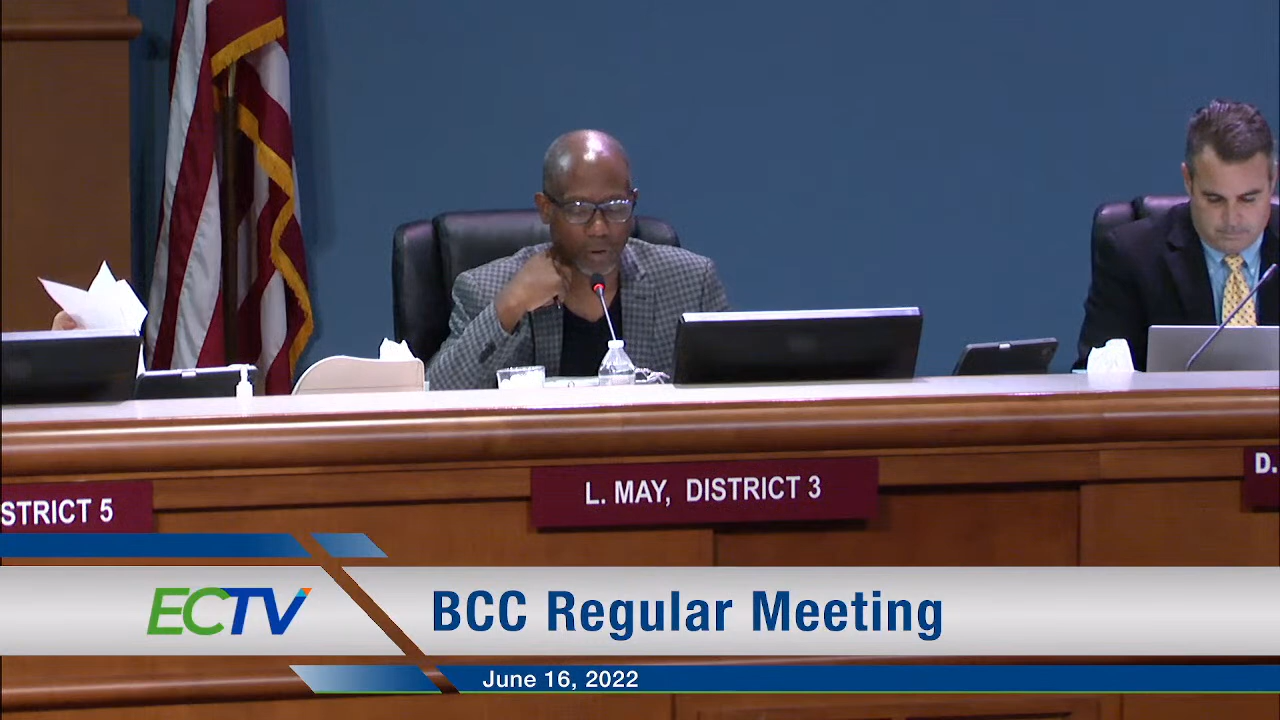 STRICT 5
L. MAY, DISTRICT 3
D.
ECTV
BCC Regular Meeting
June 16, 2022